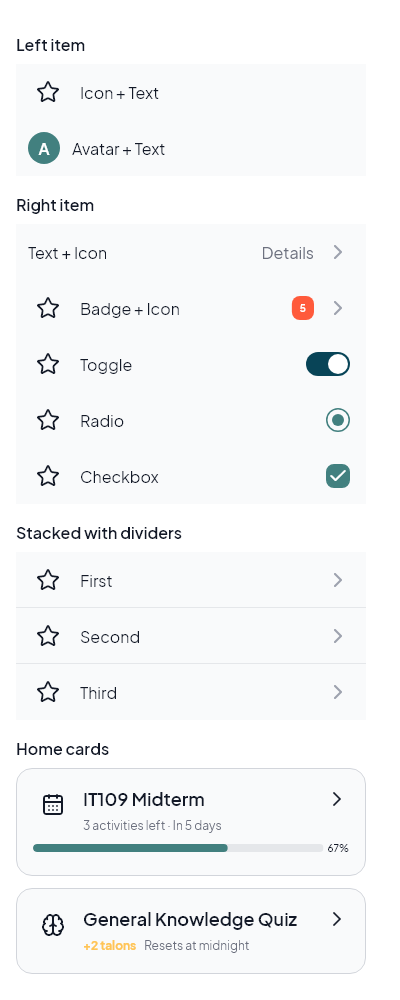 Left item
Icon + Text
A Avatar + Text
Right item
Text + Icon Details
Badge + Icon 5
Toggle
Radio
Checkbox
Stacked with dividers
First
Second
Third
Home cards
IT109 Midterm
3 activities left · In 5 days
67%
General Knowledge Quiz
+2 talons Resets at midnight